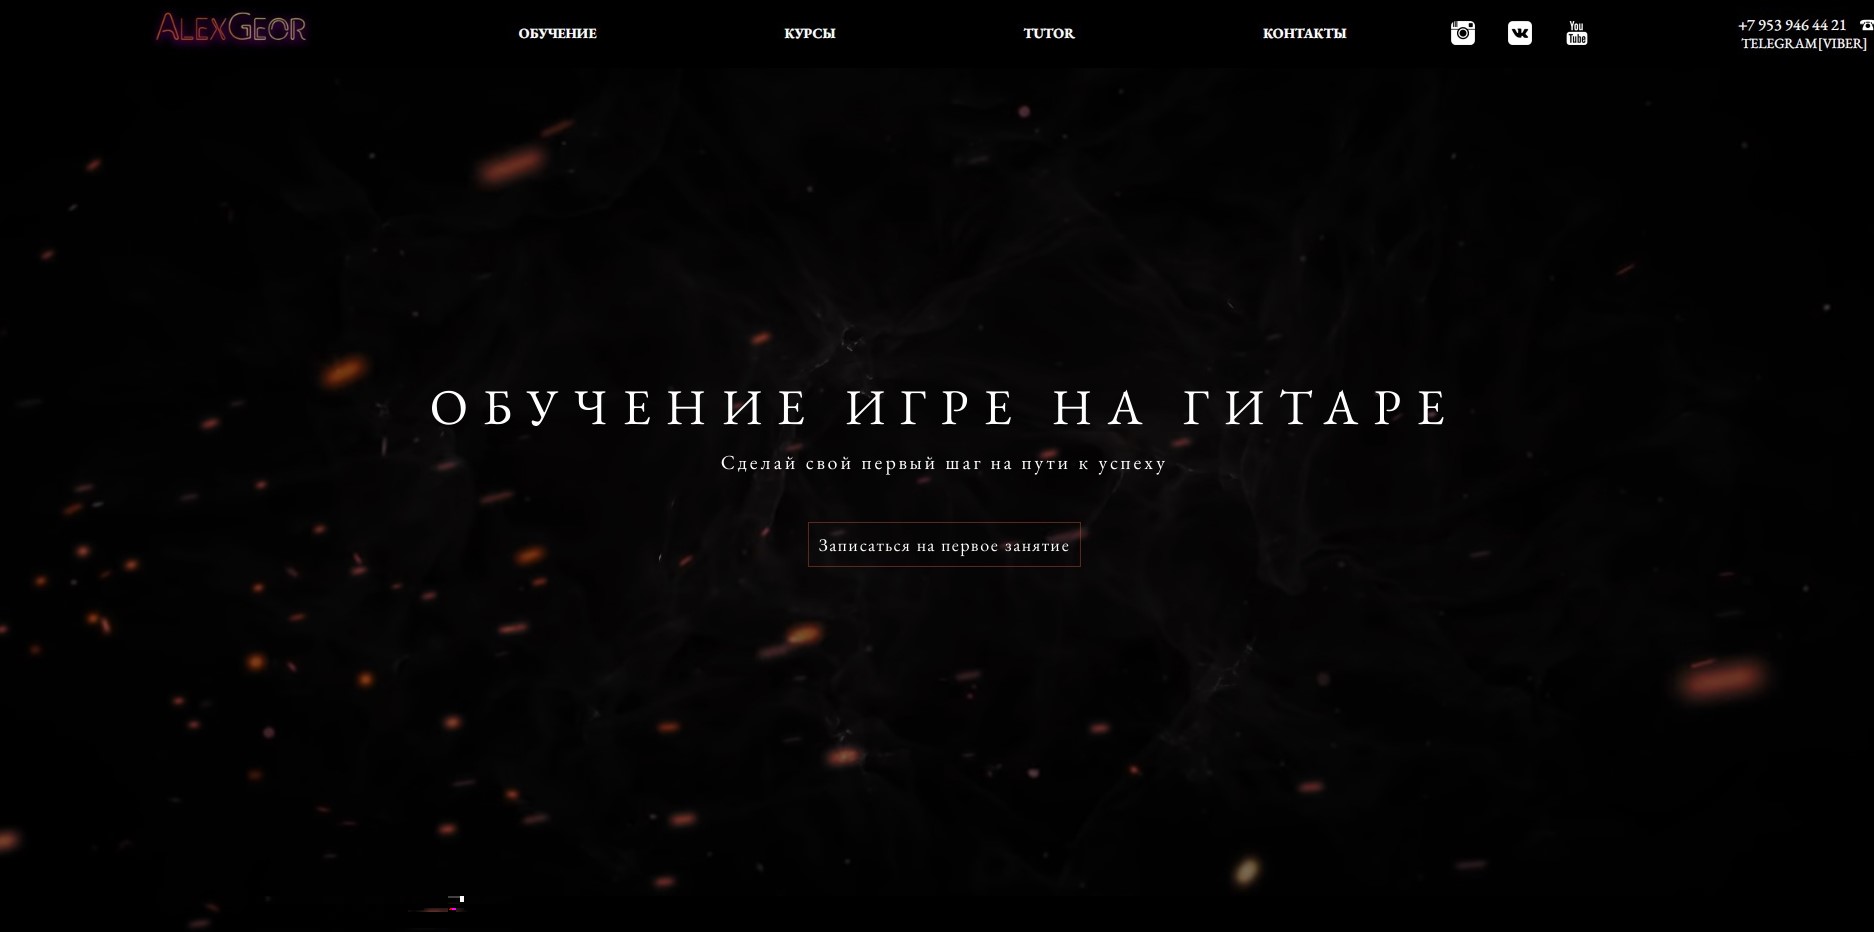 ALEXGEOR
ОБУЧЕНИЕ
КУРСЫ
TUTOR
КОНТАКТЫ
You Tube
+7 953 946 44 21 ☎
TELEGRAM[VIBER]
ОБУЧЕНИЕ ИГРЕ НА ГИТАРЕ
Сделай свой первый шаг на пути к успеху
Записаться на первое занятие